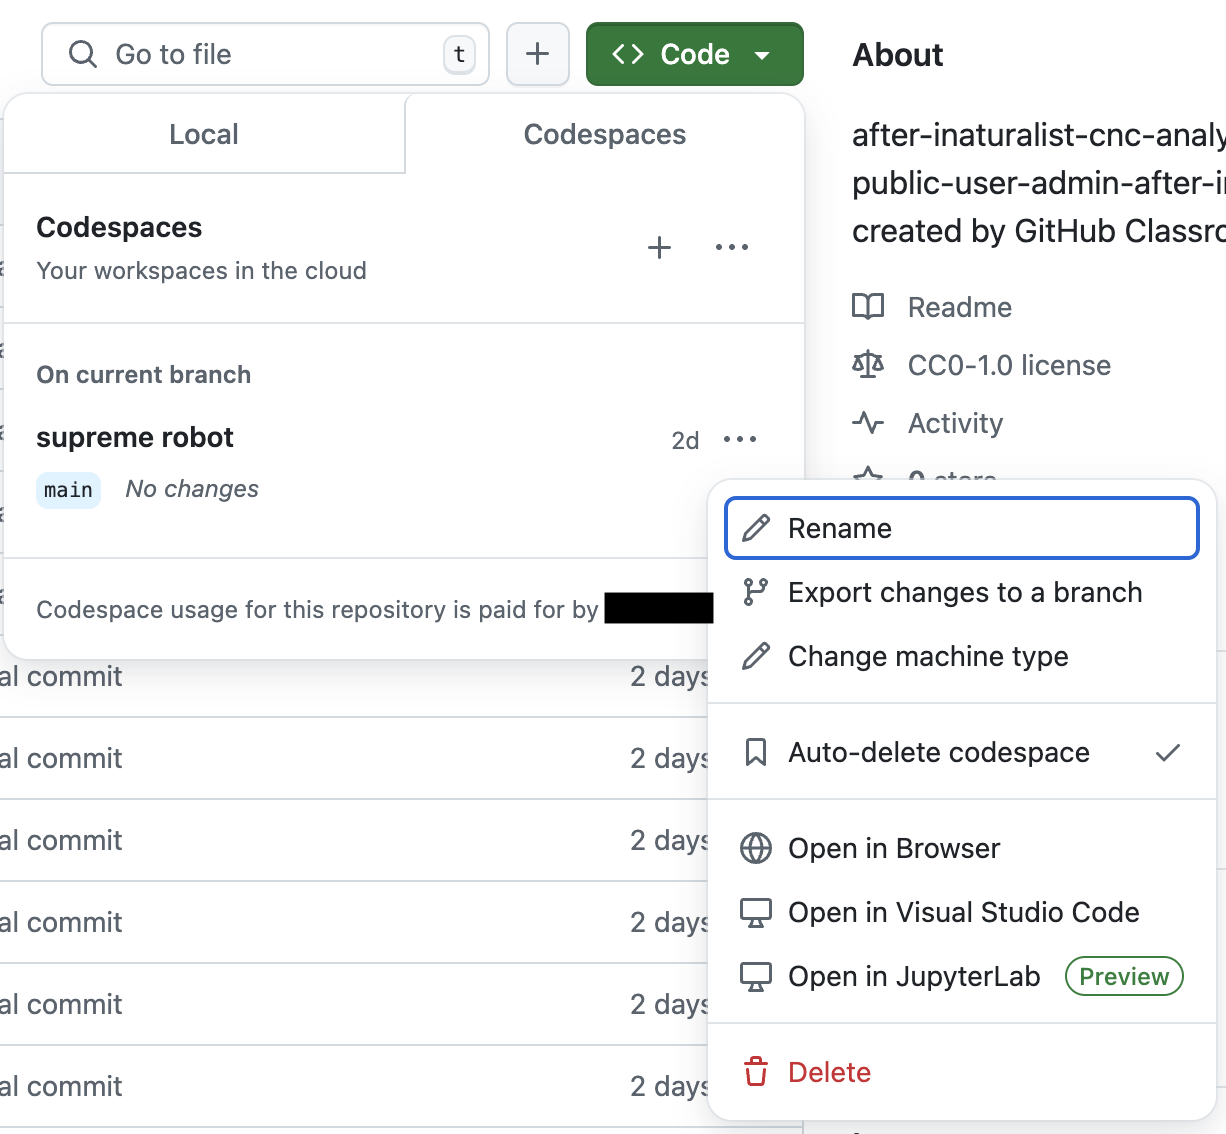 Go to file
t
Code
About
Local
Codespaces
after-inaturalist-cnc-analy
public-user-admin-after-i
created by GitHub Classro
Codespaces
Your workspaces in the cloud
Readme
CC0-1.0 license
Activity
On current branch
supreme robot
2d
main
No changes
0 stars
Rename
Export changes to a branch
Codespace usage for this repository is paid for by
Change machine type
al commit
2 days
Auto-delete codespace
al commit
2 days
al commit
2 days
Open in Browser
al commit
2 days
Open in Visual Studio Code
Open in JupyterLab
Preview
al commit
2 days
Delete
al commit
2 days